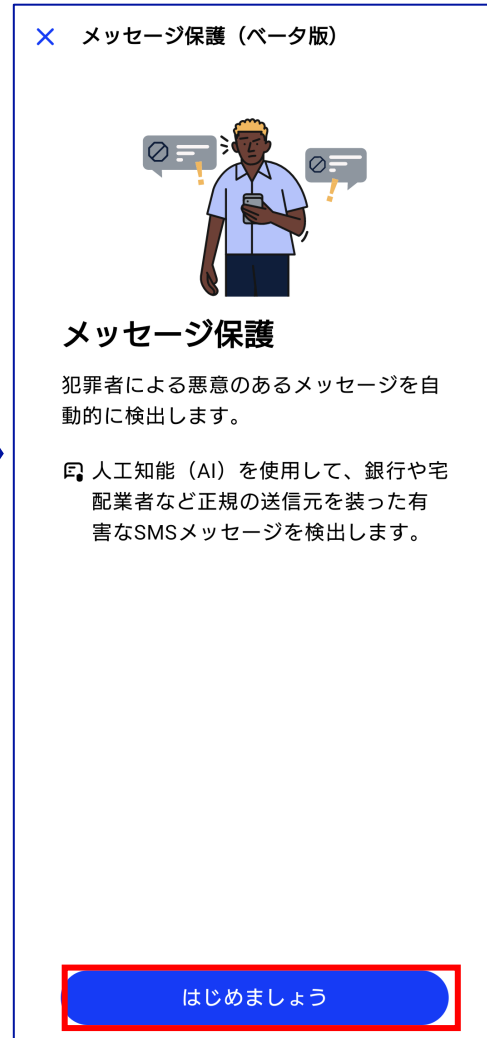 メッセージ保護（ベータ版）
メッセージ保護
犯罪者による悪意のあるメッセージを自
動的に検出します。
人工知能（AI）を使用して、銀行や宅
配業者など正規の送信元を装った有
害なSMSメッセージを検出します。
はじめましょう